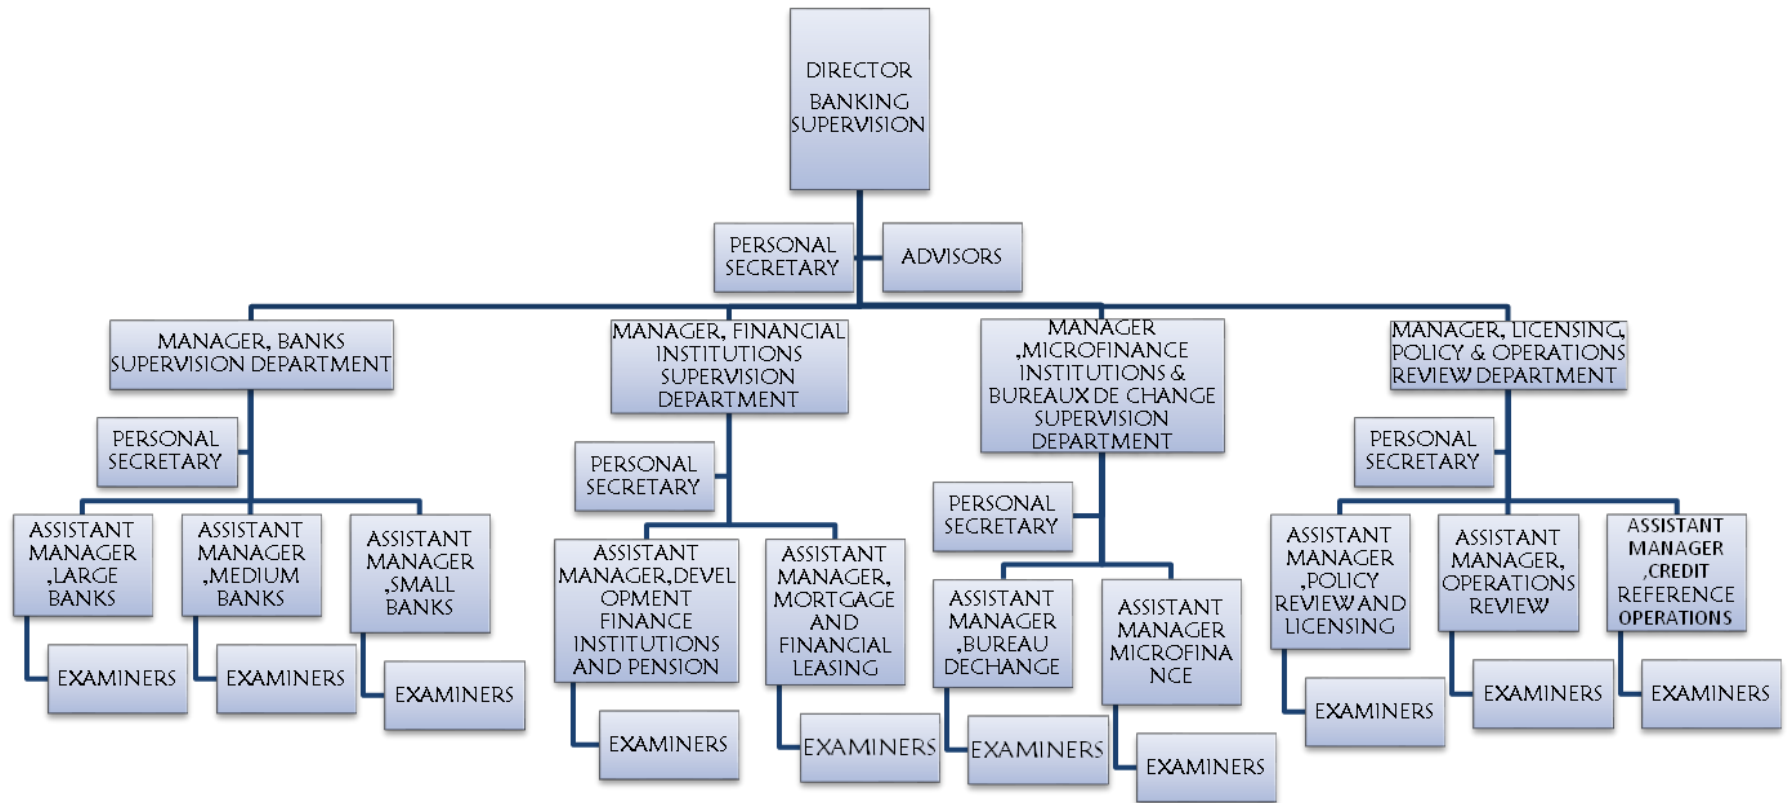 DIRECTOR
BANKING
SUPERVISION
PERSONAL
SECRETARY
ADVISORS
MANAGER, BANKS
SUPERVISION DEPARTMENT
MANAGER, FINANCIAL
INSTITUTIONS
SUPERVISION
DEPARTMENT
MANAGER
,MICROFINANCE
INSTITUTIONS &
BUREAUX DE CHANGE
SUPERVISION
DEPARTMENT
MANAGER, LICENSING,
POLICY & OPERATIONS
REVIEW DEPARTMENT
PERSONAL
SECRETARY
PERSONAL
SECRETARY
PERSONAL
SECRETARY
PERSONAL
SECRETARY
ASSISTANT
MANAGER
,LARGE
BANKS
ASSISTANT
MANAGER
,MEDIUM
BANKS
ASSISTANT
MANAGER
,SMALL
BANKS
ASSISTANT
MANAGER,DEVEL
OPMENT
FINANCE
INSTITUTIONS
AND PENSION
ASSISTANT
MANAGER,
MORTGAGE
AND
FINANCIAL
LEASING
ASSISTANT
MANAGER
,BUREAU
DECHANGE
ASSISTANT
MANAGER
MICROFINA
NCE
ASSISTANT
MANAGER
,POLICY
REVIEW AND
LICENSING
ASSISTANT
MANAGER,
OPERATIONS
REVIEW
ASSISTANT
MANAGER
,CREDIT
REFERENCE
OPERATIONS
EXAMINERS
EXAMINERS
EXAMINERS
EXAMINERS
EXAMINERS
EXAMINERS
EXAMINERS
EXAMINERS
EXAMINERS
EXAMINERS